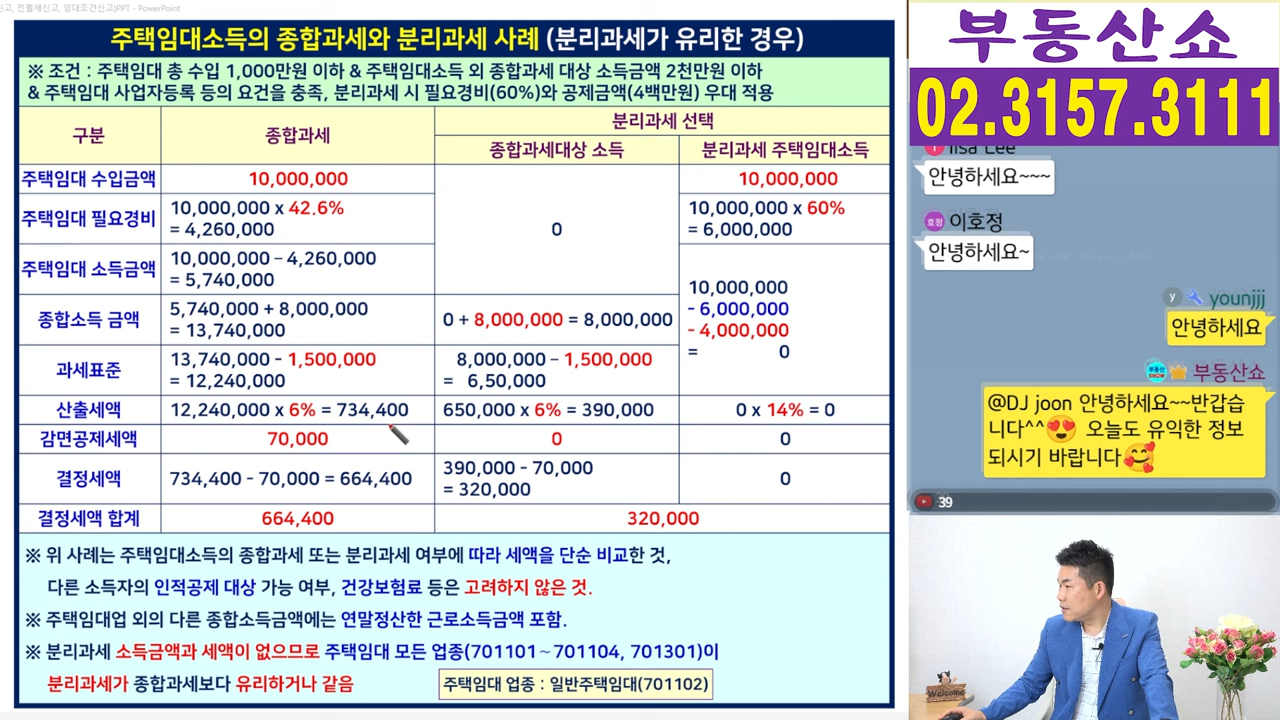 신고, 전월세신고, 임대조건신고)PPT - PowerPoint
주택임대소득의 종합과세와 분리과세 사례 (분리과세가 유리한 경우)
※ 조건 : 주택임대 총 수입 1,000만원 이하 & 주택임대소득 외 종합과세 대상 소득금액 2천만원 이하
& 주택임대 사업자등록 등의 요건을 충족, 분리과세 시 필요경비(60%)와 공제금액(4백만원) 우대 적용
구분
종합과세
분리과세 선택
종합과세대상 소득
분리과세 주택임대소득
주택임대 수입금액
10,000,000
10,000,000
주택임대 필요경비
10,000,000 x 42.6%
= 4,260,000
0
10,000,000 x 60%
= 6,000,000
주택임대 소득금액
10,000,000 – 4,260,000
= 5,740,000
10,000,000
- 6,000,000
- 4,000,000
= 0
종합소득 금액
5,740,000 + 8,000,000
= 13,740,000
0 + 8,000,000 = 8,000,000
과세표준
13,740,000 - 1,500,000
= 12,240,000
8,000,000 – 1,500,000
= 6,50,000
산출세액
12,240,000 x 6% = 734,400
650,000 x 6% = 390,000
0 x 14% = 0
감면공제세액
70,000
0
0
결정세액
734,400 - 70,000 = 664,400
390,000 - 70,000
= 320,000
0
결정세액 합계
664,400
320,000
※ 위 사례는 주택임대소득의 종합과세 또는 분리과세 여부에 따라 세액을 단순 비교한 것,
다른 소득자의 인적공제 대상 가능 여부, 건강보험료 등은 고려하지 않은 것.
※ 주택임대업 외의 다른 종합소득금액에는 연말정산한 근로소득금액 포함.
※ 분리과세 소득금액과 세액이 없으므로 주택임대 모든 업종(701101~701104, 701301)이
분리과세가 종합과세보다 유리하거나 같음
주택임대 업종 : 일반주택임대(701102)
부동산쇼
02.3157.3111
lisa Lee
안녕하세요~~~
호정 이호정
안녕하세요~
y younjjj
안녕하세요
부동산 SHOW 부동산쇼
@DJ joon 안녕하세요~~반갑습
니다^^😍 오늘도 유익한 정보
되시기 바랍니다🥰
39
Welcome